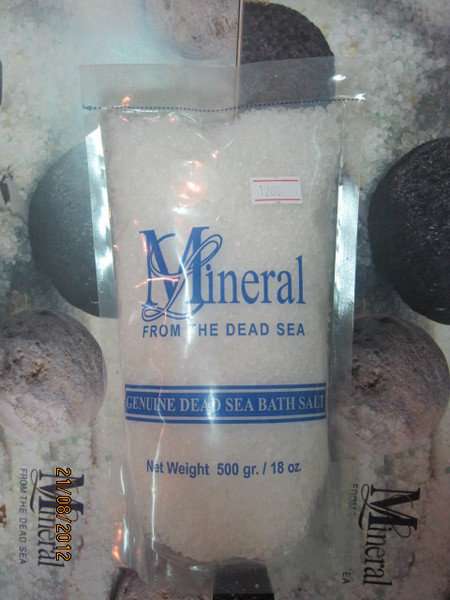 Mineral
FROM THE DEAD SEA
GENUINE DEAD SEA BATH SALT
Net Weight 500 gr. / 18 oz.
Mineral
FROM THE DEAD SEA
21/08/2012
Mineral
EA